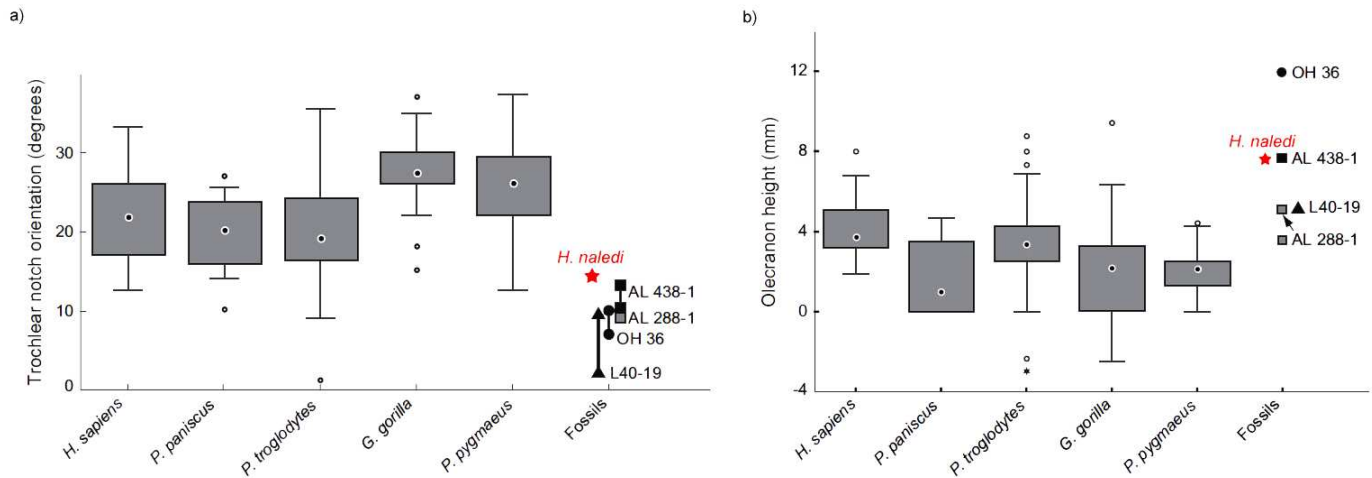 a)
Trochlear notch orientation (degrees)
30
20
10
0
H. naledi
AL 438-1
AL 288-1
OH 36
L40-19
H. sapiens
P. paniscus
P. troglodytes
G. gorilla
P. pygmaeus
Fossils
b)
Olecranon height (mm)
12
8
4
0
-4
OH 36
H. naledi
AL 438-1
L40-19
AL 288-1
H. sapiens
P. paniscus
P. troglodytes
G. gorilla
P. pygmaeus
Fossils